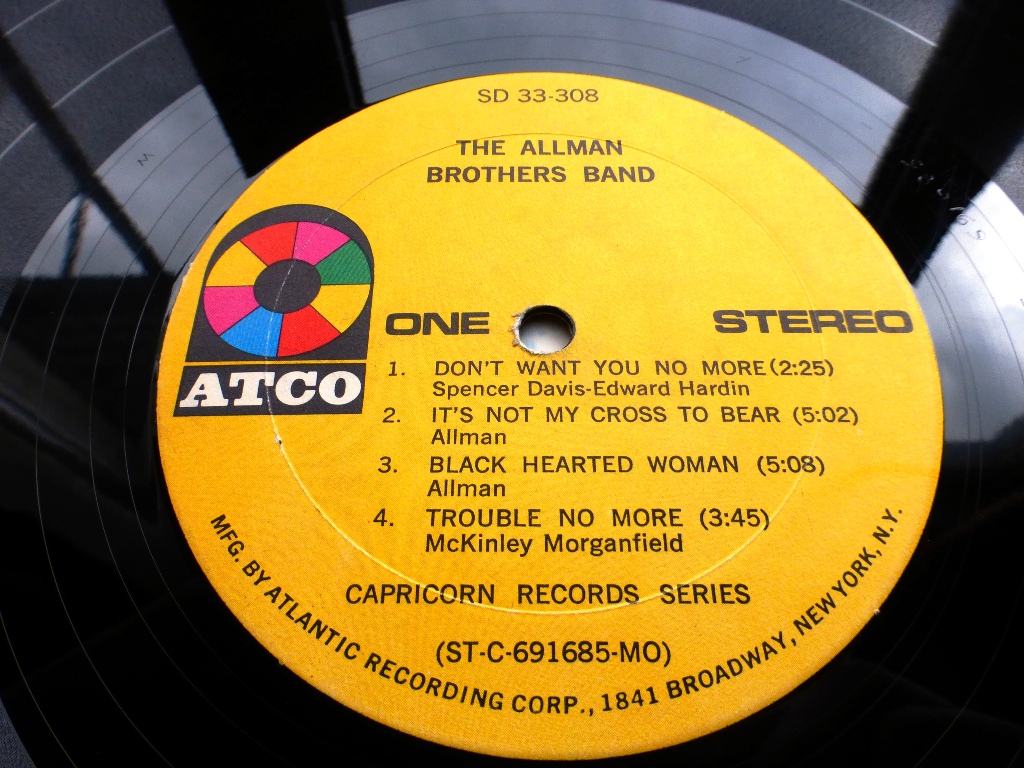 SD 33-308
THE ALLMAN
BROTHERS BAND
ATCO
ONE STEREO
1. DON'T WANT YOU NO MORE (2:25)
Spencer Davis-Edward Hardin
2. IT'S NOT MY CROSS TO BEAR (5:02)
Allman
3. BLACK HEARTED WOMAN (5:08)
Allman
4. TROUBLE NO MORE (3:45)
McKinley Morganfield
CAPRICORN RECORDS SERIES
(ST-C-691685-MO)
MFG. BY ATLANTIC RECORDING CORP., 1841 BROADWAY, NEW YORK, N.Y.